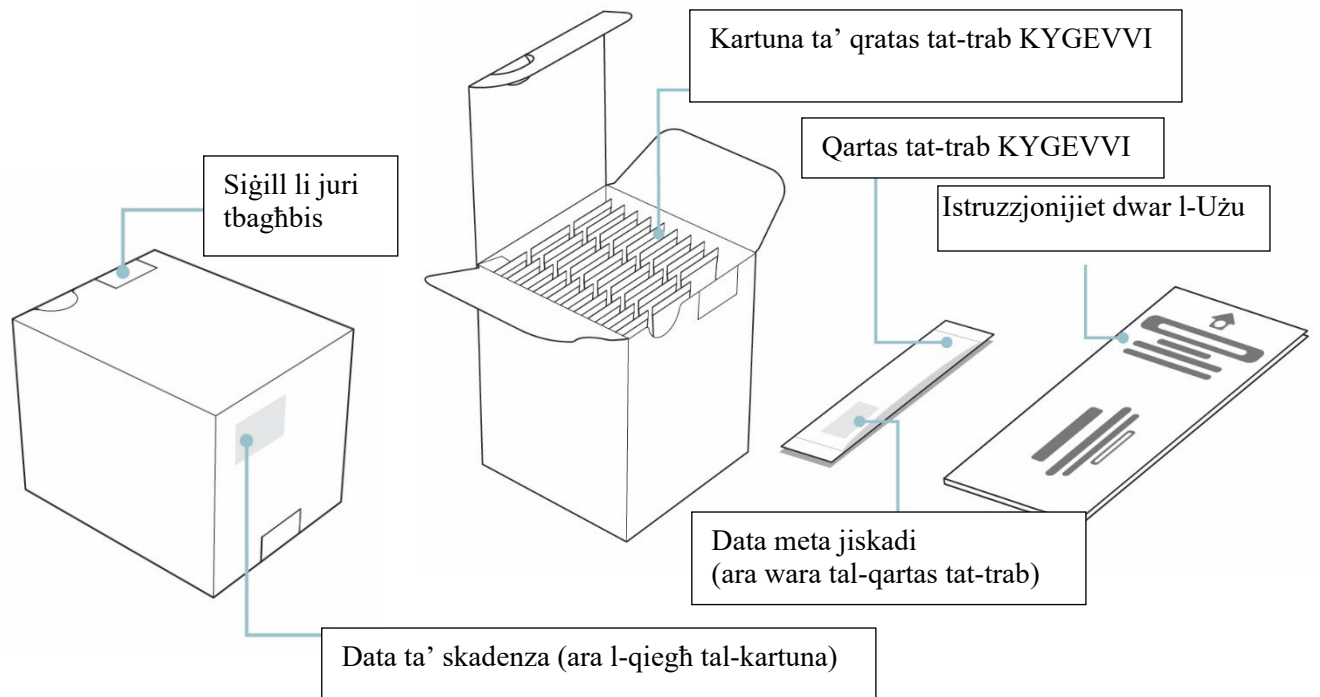 Kartuna ta’ qratas tat-trab KYGEVVI
Qartas tat-trab KYGEVVI
Siġill li juri
tbagħbis
Istruzzjonijiet dwar l-Użu
Data meta jiskadi
(ara wara tal-qartas tat-trab)
Data ta’ skadenza (ara l-qiegħ tal-kartuna)